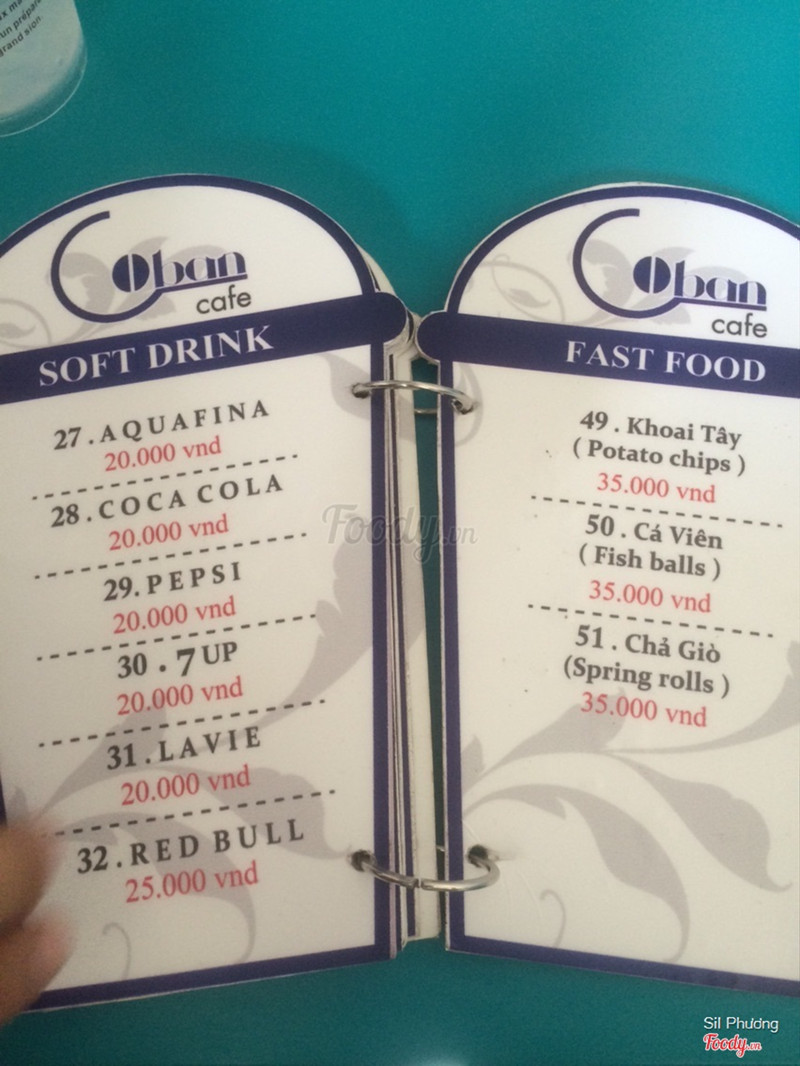 Coban
cafe
SOFT DRINK
27 . AQUAFINA
20.000 vnd
28 . COCA COLA
20.000 vnd
29. PEPSI
20.000 vnd
30 . 7 UP
20.000 vnd
31 . LAVIE
20.000 vnd
32 . RED BULL
25.000 vnd
Coban
cafe
FAST FOOD
49 . Khoai Tây
( Potato chips )
35.000 vnd
50 . Cá Viên
( Fish balls )
35.000 vnd
51 . Chả Giò
(Spring rolls )
35.000 vnd
Foody.vn
Sil Phương
Foody.vn